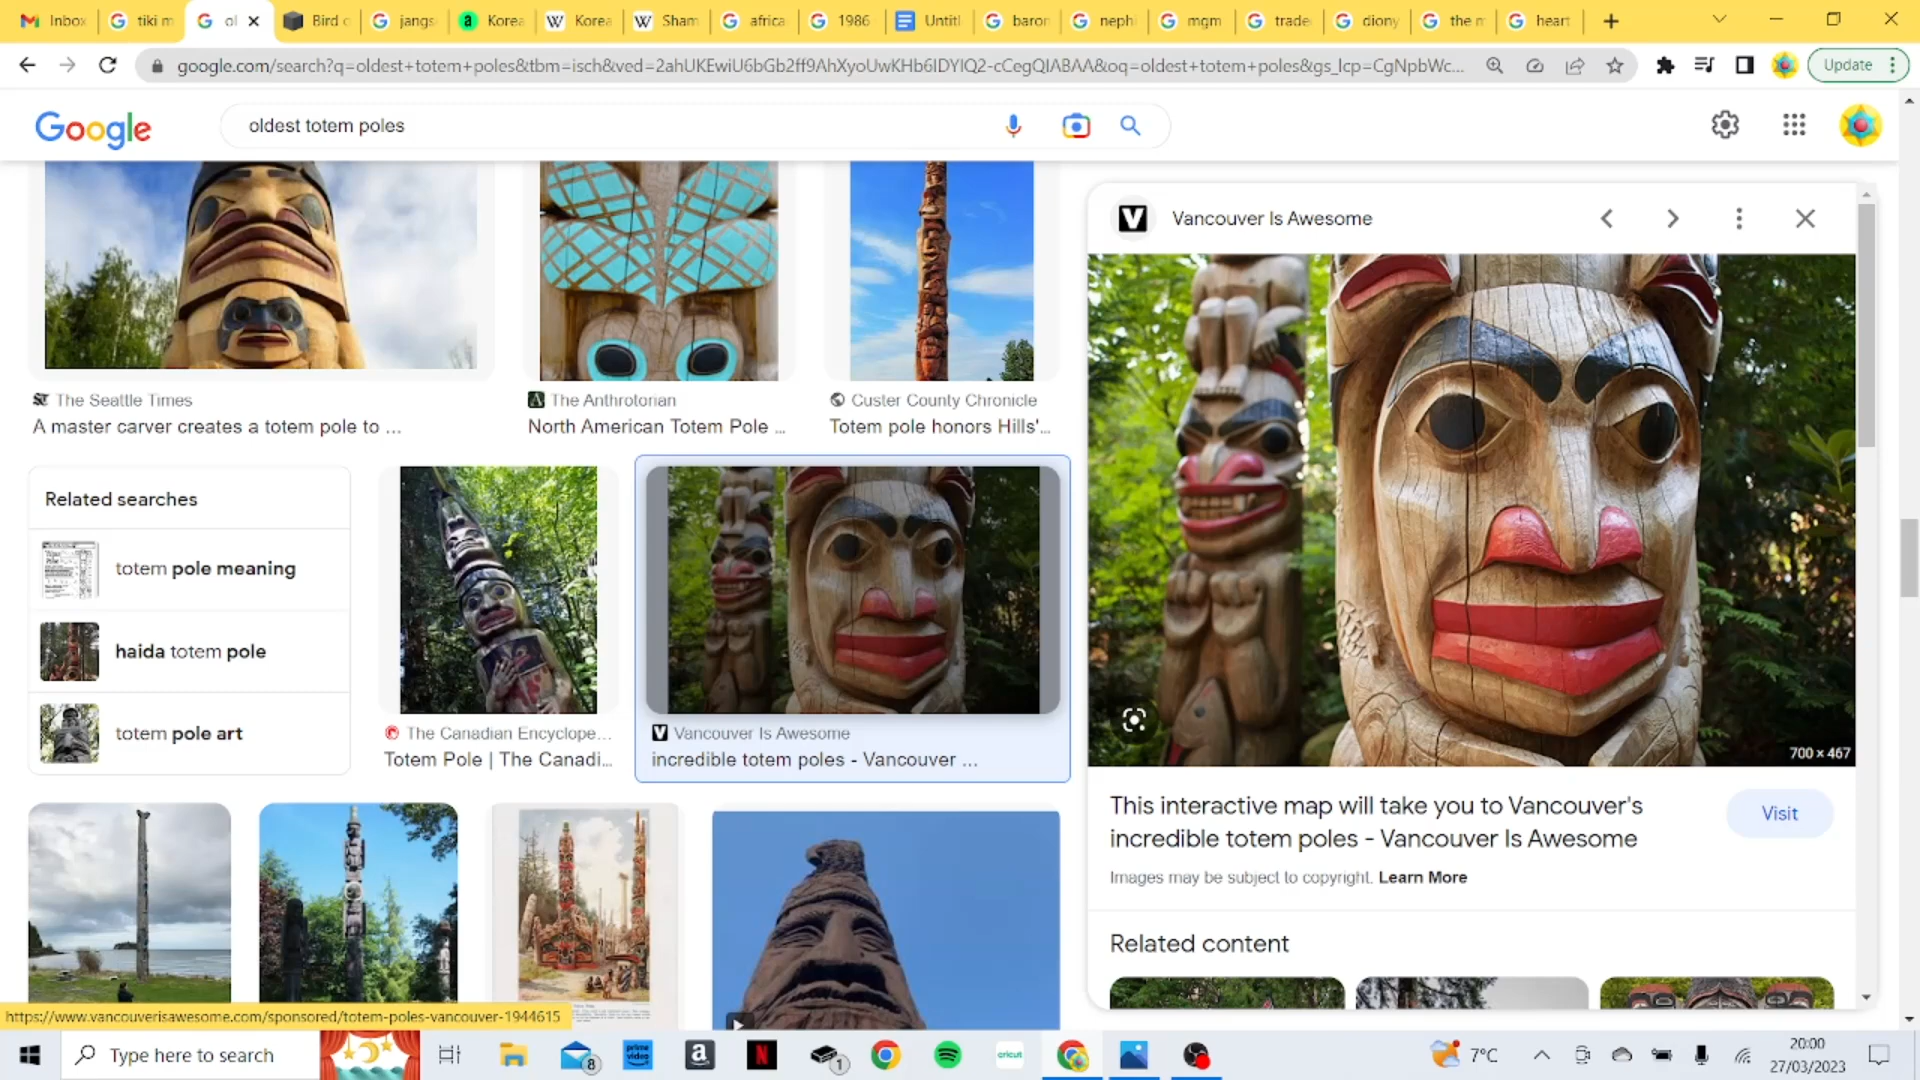 Inbox
tiki m
ol
Bird o
jangs
Korea
Korea
Sham
africa
1986
Untitl
baron
nephi
mgm
trade
diony
the m
heart
google.com/search?q=oldest+totem+poles&tbm=isch&ved=2ahUKEwiU6bGb2ff9AhXyoUwKHb6IDYIQ2-cCegQIABAA&oq=oldest+totem+poles&gs_lcp=CgNpbWc...
Update
Google
oldest totem poles
The Seattle Times
A master carver creates a totem pole to ...
The Anthrotorian
North American Totem Pole ...
Custer County Chronicle
Totem pole honors Hills'...
Vancouver Is Awesome
700 × 467
Related searches
totem pole meaning
haida totem pole
totem pole art
The Canadian Encyclope...
Totem Pole | The Canadi...
Vancouver Is Awesome
incredible totem poles - Vancouver ...
This interactive map will take you to Vancouver's
incredible totem poles - Vancouver Is Awesome
Visit
Images may be subject to copyright. Learn More
Related content
https://www.vancouverisawesome.com/sponsored/totem-poles-vancouver-1944615
Type here to search
8
prime video
1
cricut
7°C
20:00
27/03/2023